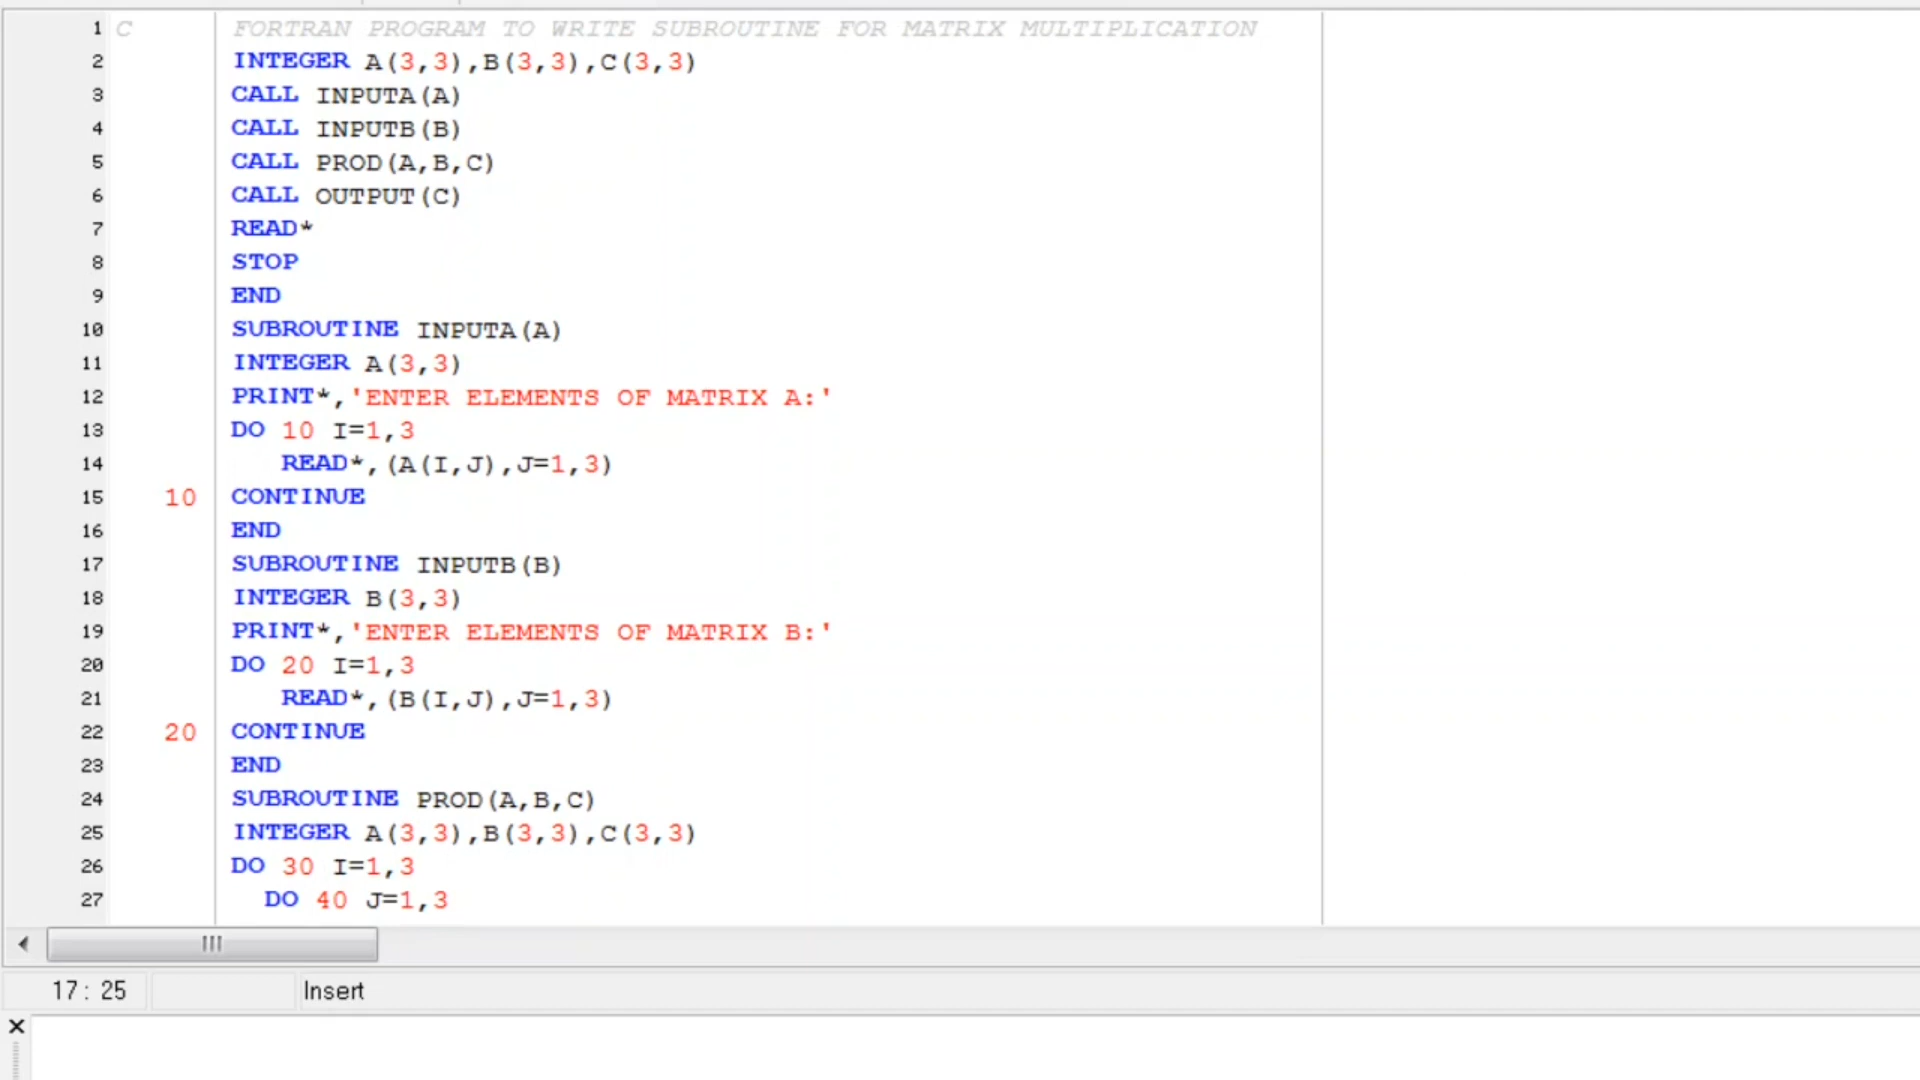 1 C FORTRAN PROGRAM TO WRITE SUBROUTINE FOR MATRIX MULTIPLICATION
2 INTEGER A(3,3),B(3,3),C(3,3)
3 CALL INPUTA(A)
4 CALL INPUTB(B)
5 CALL PROD(A,B,C)
6 CALL OUTPUT(C)
7 READ*
8 STOP
9 END
10 SUBROUTINE INPUTA(A)
11 INTEGER A(3,3)
12 PRINT*,'ENTER ELEMENTS OF MATRIX A:'
13 DO 10 I=1,3
14 READ*,(A(I,J),J=1,3)
15 10 CONTINUE
16 END
17 SUBROUTINE INPUTB(B)
18 INTEGER B(3,3)
19 PRINT*,'ENTER ELEMENTS OF MATRIX B:'
20 DO 20 I=1,3
21 READ*,(B(I,J),J=1,3)
22 20 CONTINUE
23 END
24 SUBROUTINE PROD(A,B,C)
25 INTEGER A(3,3),B(3,3),C(3,3)
26 DO 30 I=1,3
27 DO 40 J=1,3
17: 25 Insert